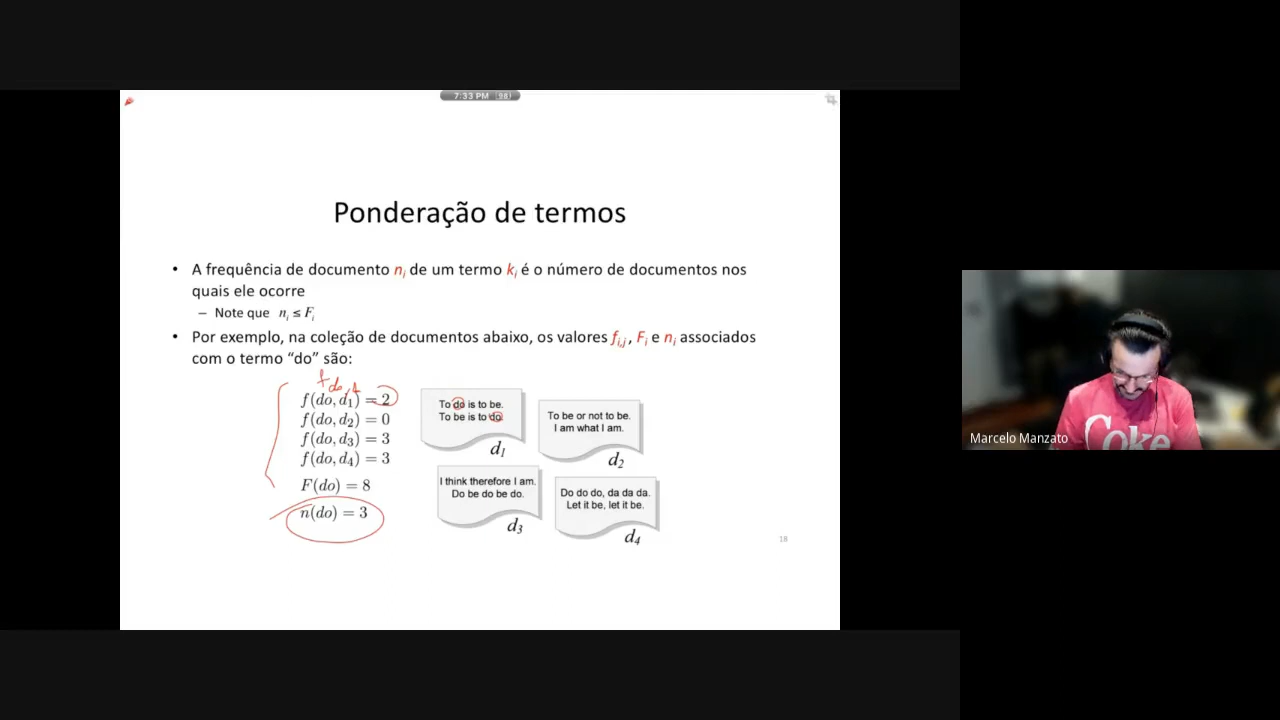 7:33 PM 98
Ponderação de termos
• A frequência de documento nᵢ de um termo kᵢ é o número de documentos nos
quais ele ocorre
– Note que nᵢ ≤ Fᵢ
• Por exemplo, na coleção de documentos abaixo, os valores fᵢ,ⱼ, Fᵢ e nᵢ associados
com o termo “do” são:
f(do, d₁) = 2
f(do, d₂) = 0
f(do, d₃) = 3
f(do, d₄) = 3
F(do) = 8
n(do) = 3
To do is to be.
To be is to do.
d₁
To be or not to be.
I am what I am.
d₂
I think therefore I am.
Do be do be do.
d₃
Do do do, da da da.
Let it be, let it be.
d₄
18
Marcelo Manzato
Coke